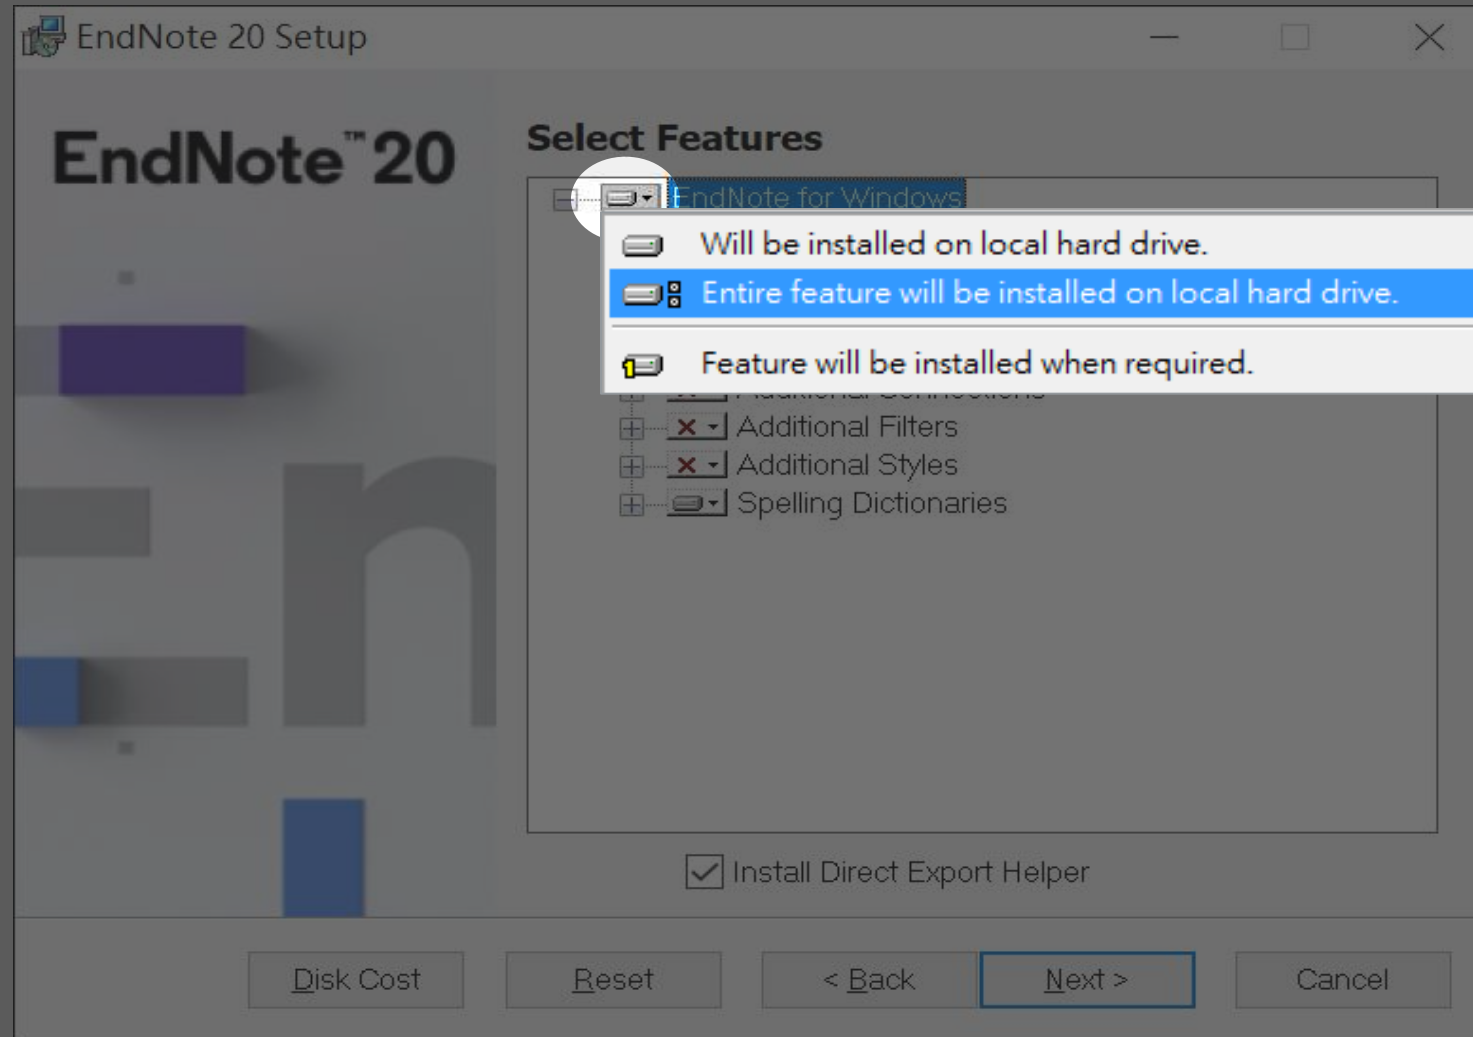 EndNote 20 Setup
EndNote™20
Select Features
EndNote for Windows
Will be installed on local hard drive.
Entire feature will be installed on local hard drive.
Feature will be installed when required.
Additional Connections
Additional Filters
Additional Styles
Spelling Dictionaries
Install Direct Export Helper
Disk Cost
Reset
< Back
Next >
Cancel